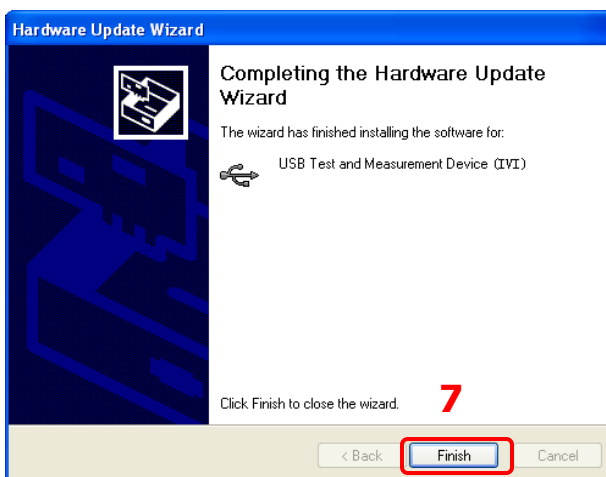 Hardware Update Wizard
Completing the Hardware Update
Wizard
The wizard has finished installing the software for:
USB Test and Measurement Device (IVI)
Click Finish to close the wizard.
7
< Back Finish Cancel